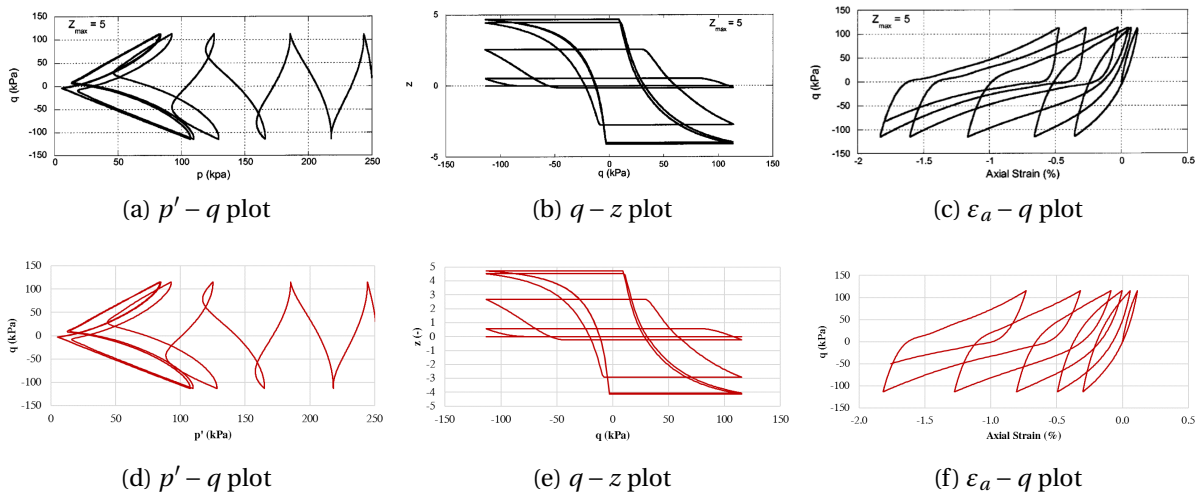 150
100
50
0
-50
-100
-150
q (kPa)
Zmax = 5
0 50 100 150 200 250
p (kpa)
(a) p′ − q plot
5
0
-5
z
Zmax = 5
-150 -100 -50 0 50 100 150
q (kPa)
(b) q − z plot
150
100
50
0
-50
-100
-150
q (kPa)
Zmax = 5
-2 -1.5 -1 -0.5 0 0.5
Axial Strain (%)
(c) εa − q plot
150
100
50
0
-50
-100
-150
q (kPa)
0 50 100 150 200 250
p' (kPa)
(d) p′ − q plot
5
4
3
2
1
0
-1
-2
-3
-4
-5
z (-)
-150 -100 -50 0 50 100 150
q (kPa)
(e) q − z plot
150
100
50
0
-50
-100
-150
q (kPa)
-2.0 -1.5 -1.0 -0.5 0.0 0.5
Axial Strain (%)
(f) εa − q plot